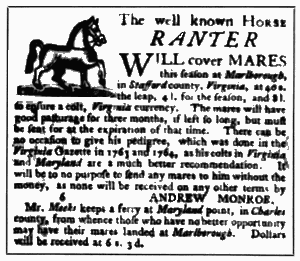 The well known HORSE
RANTER
WILL cover MARES
this season at Marlborough,
in Stafford county, Virginia, at 40s.
the leap, 4l. for the season, and 8l.
to ensure a colt, Virginia currency. The mares will have
good pasturage for three months, if left so long, but must
be sent for at the expiration of that time. There can be
no occasion to give his pedigree, which was done in the
Virginia Gazette in 1763 and 1764, as his colts in Virginia
and Maryland are a much better recommendation. It
will be to no purpose to send any mares to him without the
money, as none will be received on any other terms by
6 ANDREW MONROE.
Mr. Meeks keeps a ferry at Maryland point, in Charles
county, from whence those who have no better opportunity
may have their mares landed at Marlborough. Dollars
will be received at 6 s. 3d.